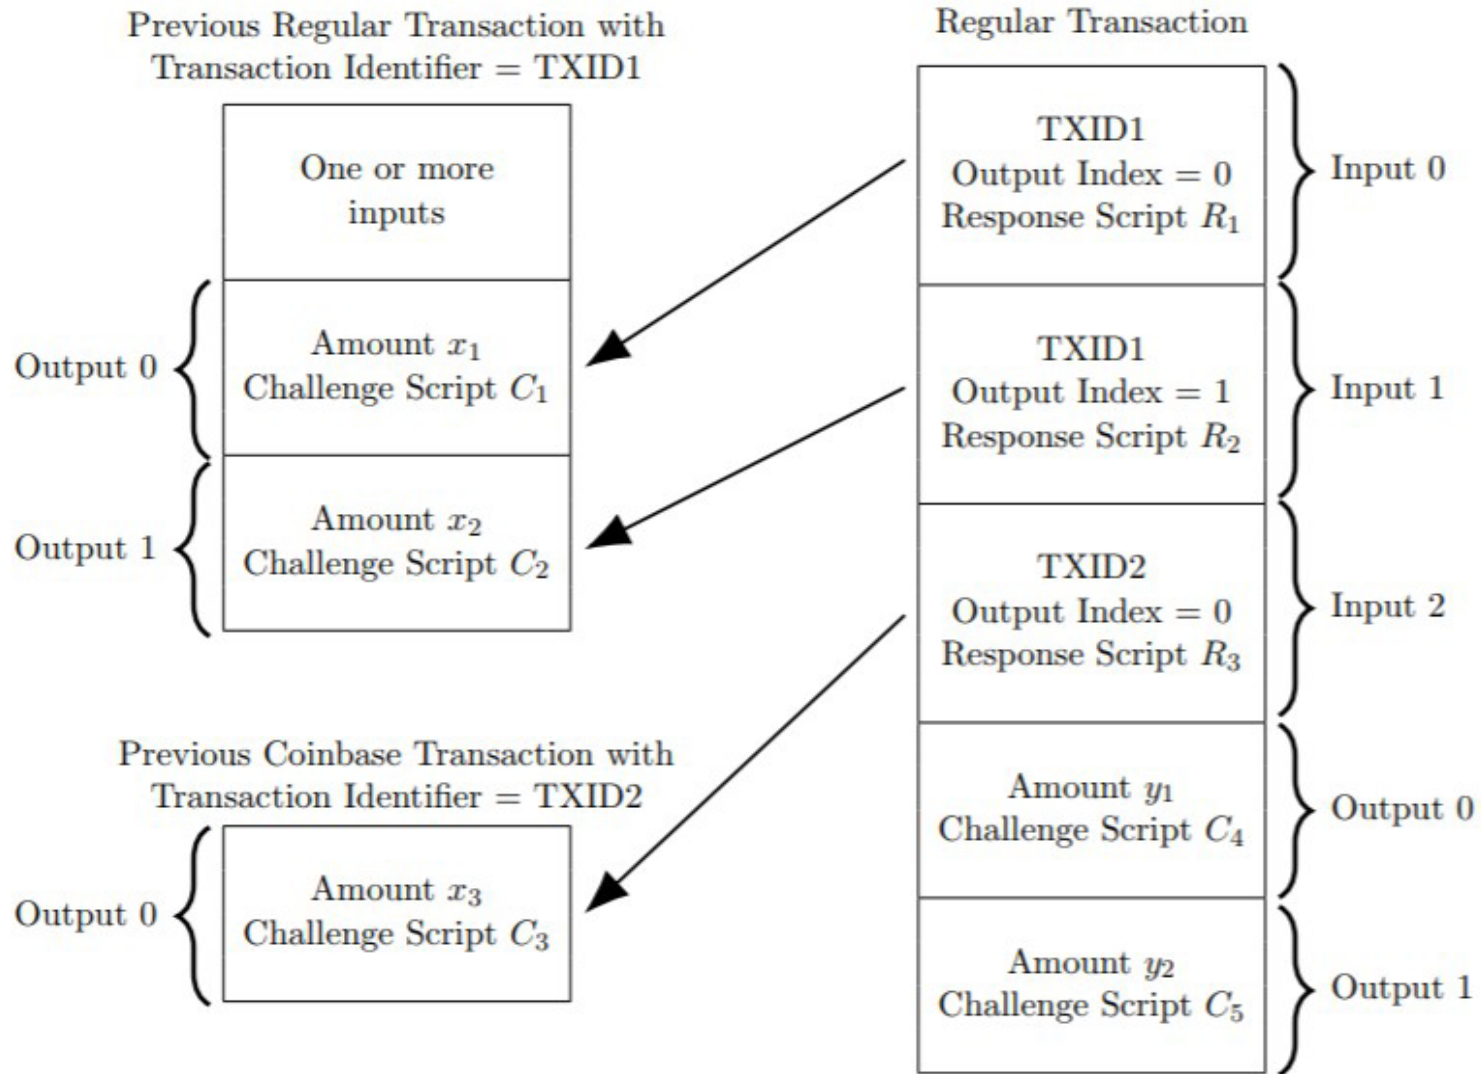 Previous Regular Transaction with
Transaction Identifier = TXID1
One or more
inputs
Output 0
Amount x₁
Challenge Script C₁
Output 1
Amount x₂
Challenge Script C₂
Previous Coinbase Transaction with
Transaction Identifier = TXID2
Output 0
Amount x₃
Challenge Script C₃
Regular Transaction
TXID1
Output Index = 0
Response Script R₁
Input 0
TXID1
Output Index = 1
Response Script R₂
Input 1
TXID2
Output Index = 0
Response Script R₃
Input 2
Amount y₁
Challenge Script C₄
Output 0
Amount y₂
Challenge Script C₅
Output 1